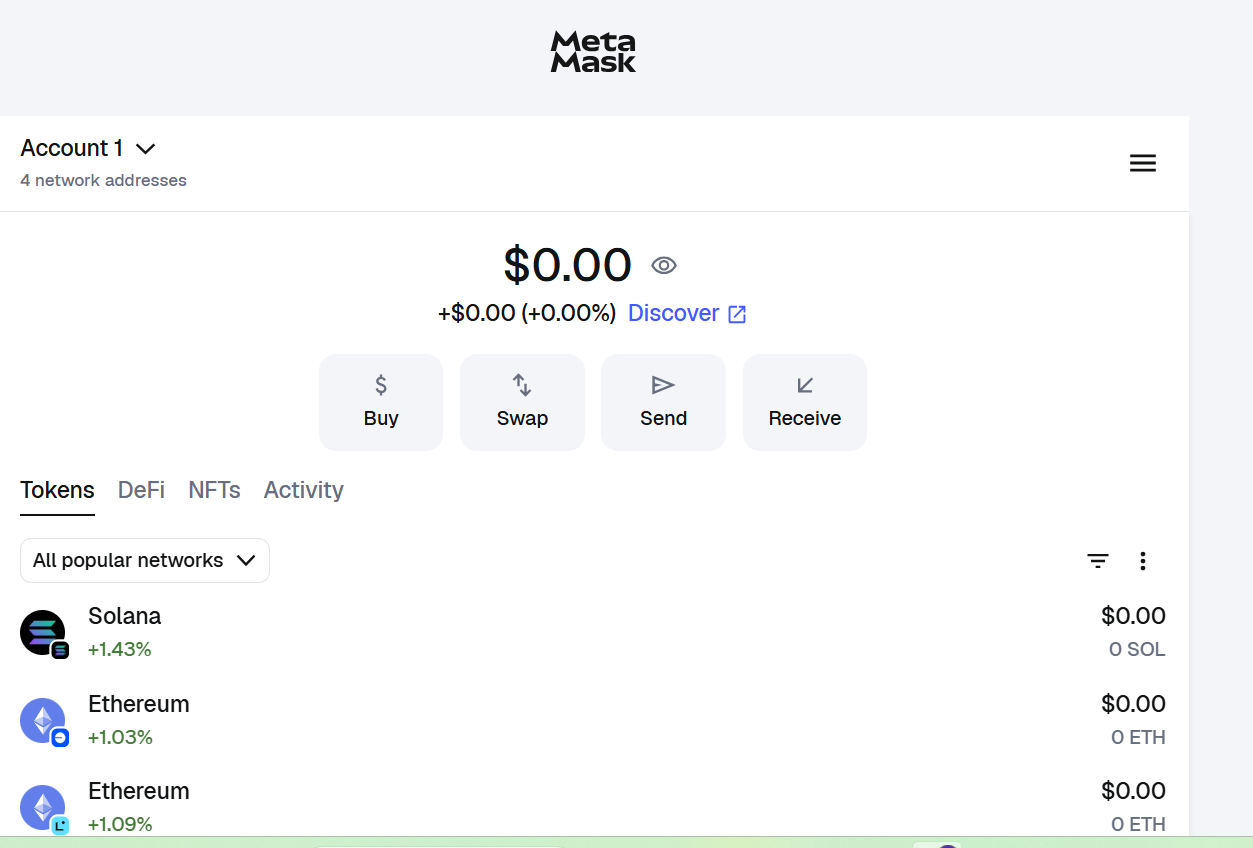 Meta
Mask
Account 1
4 network addresses
$0.00
+$0.00 (+0.00%) Discover
$
Buy Swap Send Receive
Tokens DeFi NFTs Activity
All popular networks
Solana $0.00
+1.43% 0 SOL
Ethereum $0.00
+1.03% 0 ETH
Ethereum $0.00
L
+1.09% 0 ETH